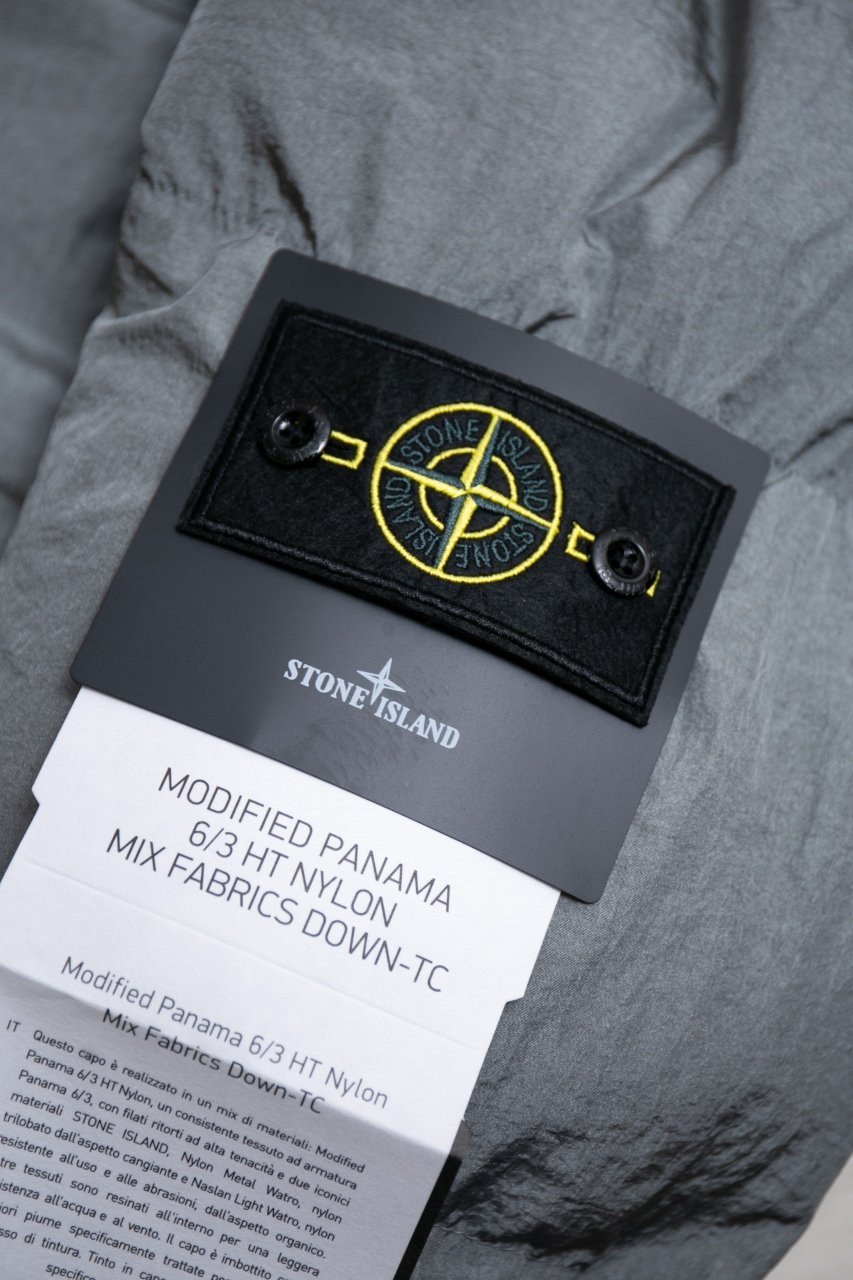 STONE ISLAND STONE ISLAND
STONE ISLAND
MODIFIED PANAMA
6/3 HT NYLON
MIX FABRICS DOWN-TC
Modified Panama 6/3 HT Nylon
Mix Fabrics Down-TC
IT Questo capo è realizzato in un mix di materiali: Modified
Panama 6/3 HT Nylon, un consistente tessuto ad armatura
Panama 6/3, con filati ritorti ad alta tenacità e due iconici
materiali STONE ISLAND, Nylon Metal Watro, nylon
trilobato dall'aspetto cangiante e Naslan Light Watro, nylon
resistente all'uso e alle abrasioni, dall'aspetto organico.
tre tessuti sono resinati all'interno per una leggera
istenza all'acqua e al vento. Il capo è imbottito
iori piume specificamente trattate
sso di tintura. Tinto in